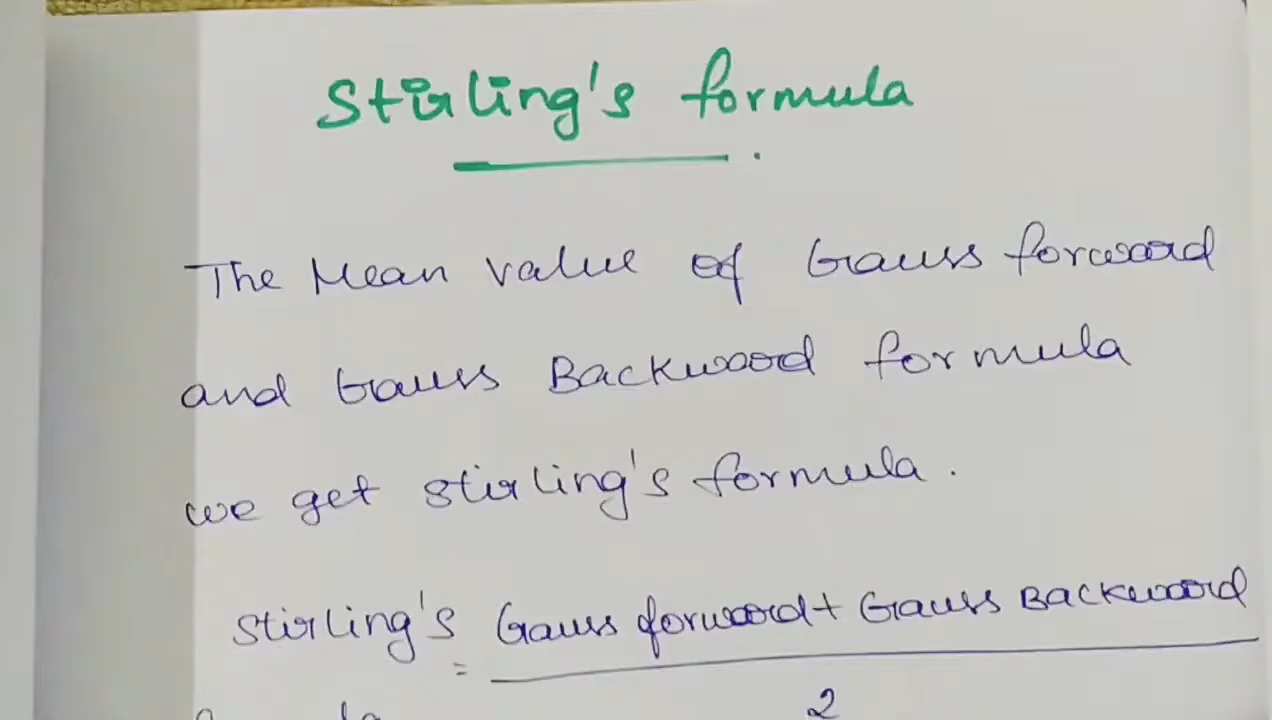 Stirling's formula
The Mean value of Gauss forward
and Gauss Backward formula
we get stirling's formula.
Stirling's Gauss forward + Gauss Backward
=
2